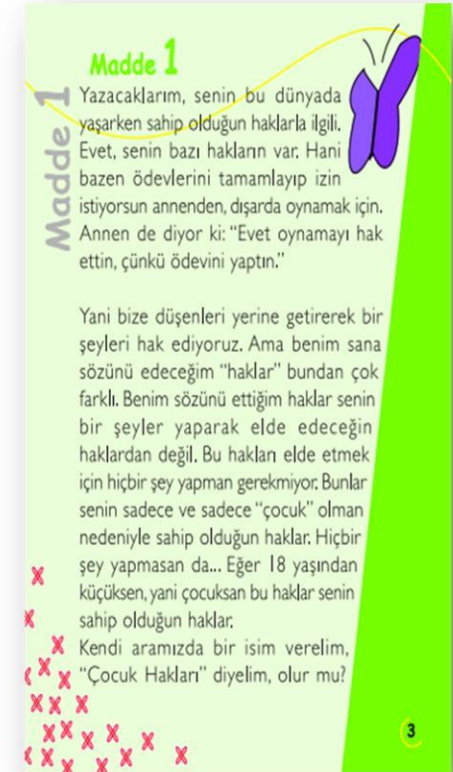 Madde 1
Madde 1
Yazacaklarım, senin bu dünyada
yaşarken sahip olduğun haklarla ilgili.
Evet, senin bazı hakların var. Hani
bazen ödevlerini tamamlayıp izin
istiyorsun annenden, dışarda oynamak için.
Annen de diyor ki: “Evet oynamayı hak
ettin, çünkü ödevini yaptın.”
Yani bize düşenleri yerine getirerek bir
şeyleri hak ediyoruz. Ama benim sana
sözünü edeceğim “haklar” bundan çok
farklı. Benim sözünü ettiğim haklar senin
bir şeyler yaparak elde edeceğin
haklardan değil. Bu hakları elde etmek
için hiçbir şey yapman gerekmiyor. Bunlar
senin sadece ve sadece “çocuk” olman
nedeniyle sahip olduğun haklar. Hiçbir
şey yapmasan da... Eğer 18 yaşından
küçüksen, yani çocuksan bu haklar senin
sahip olduğun haklar.
Kendi aramızda bir isim verelim,
“Çocuk Hakları” diyelim, olur mu?
3